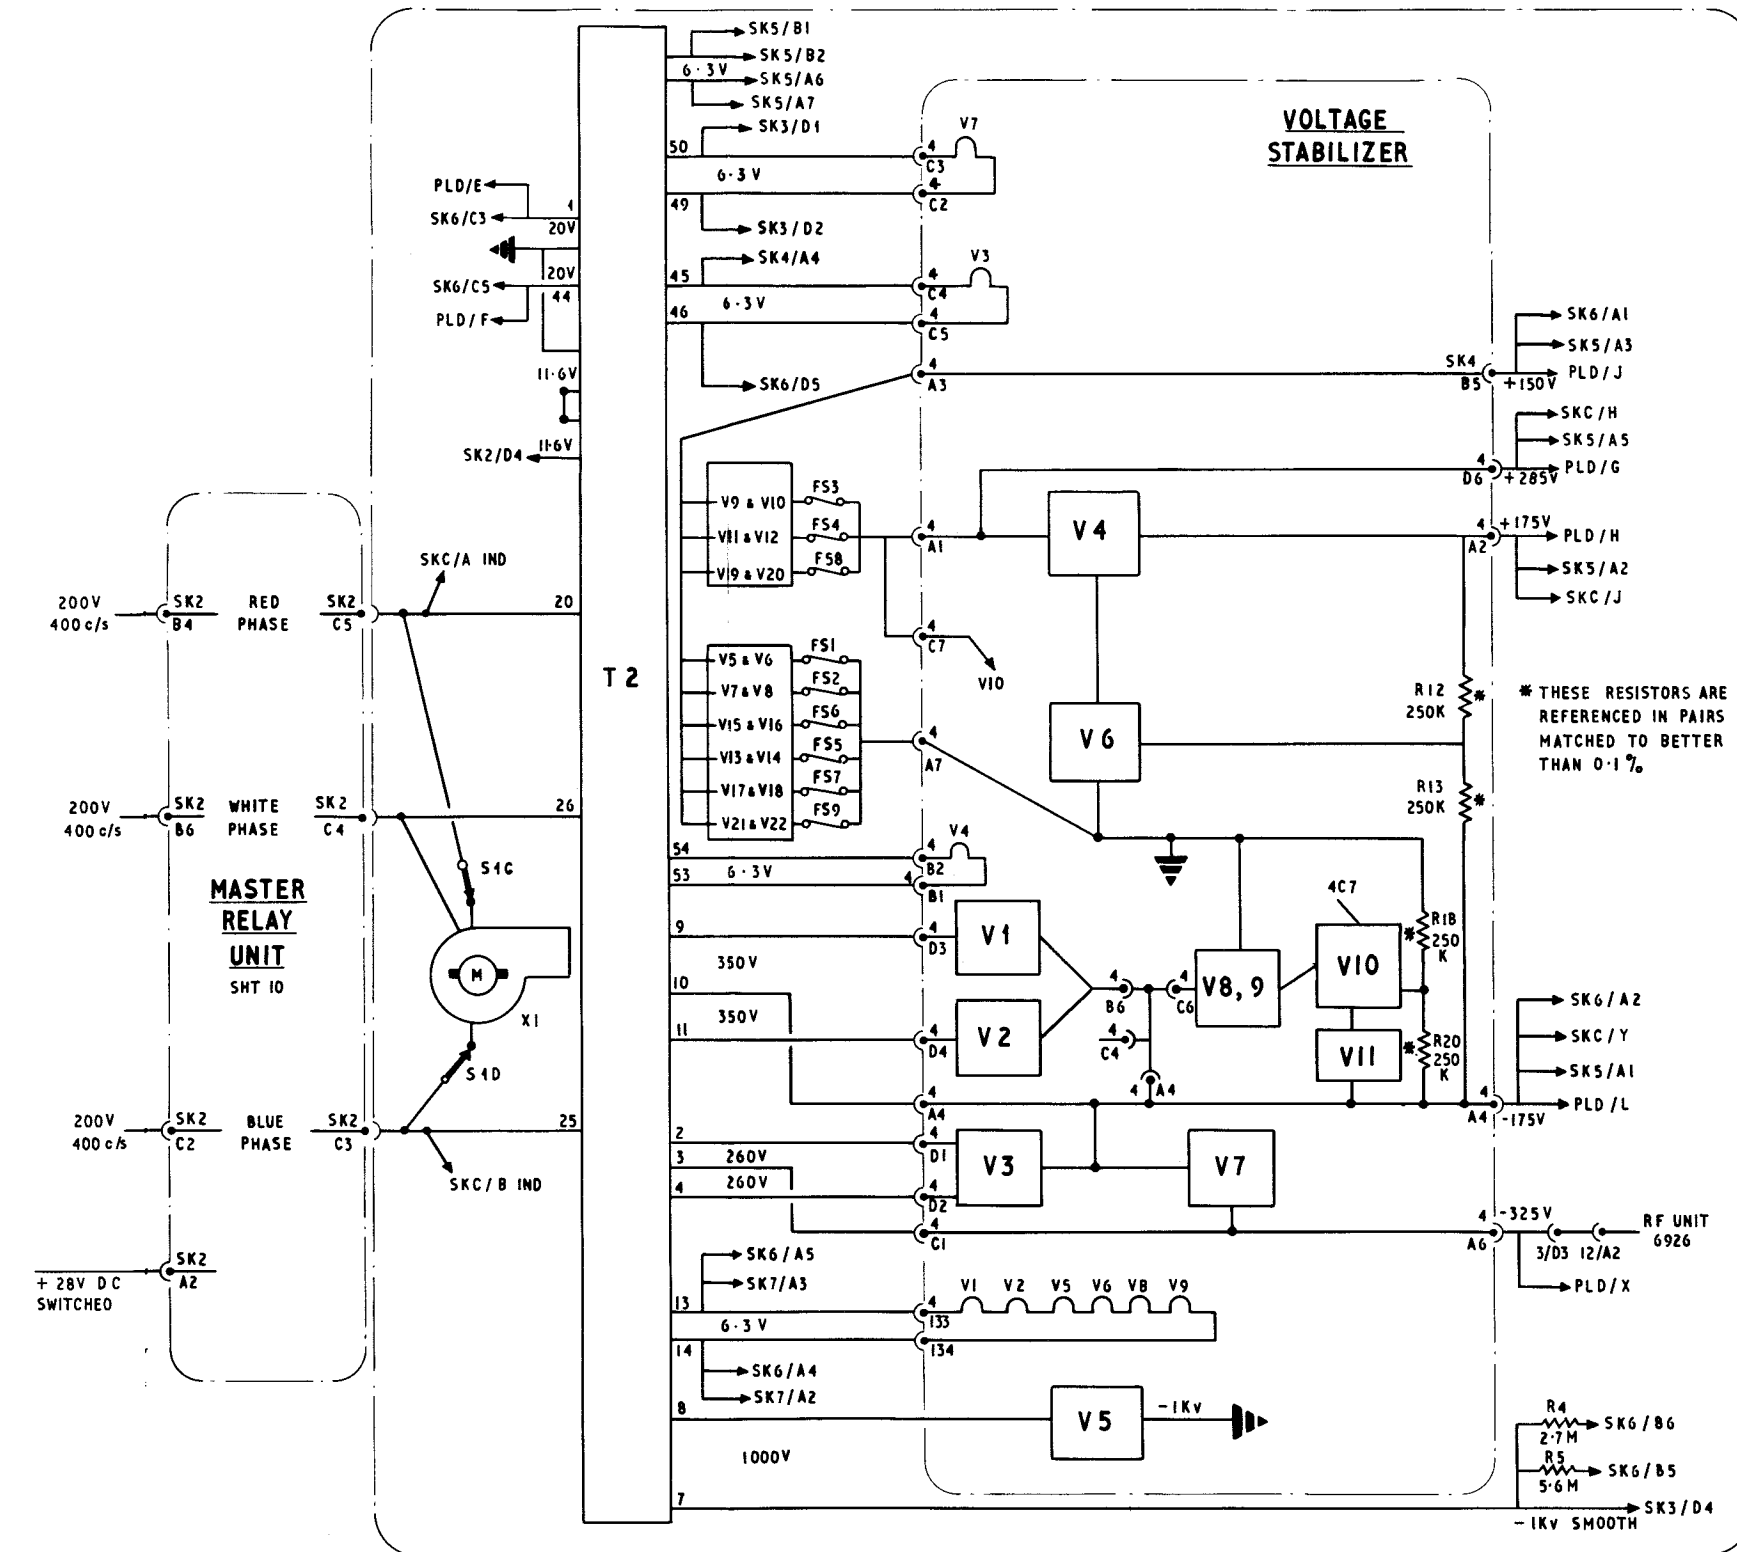 SK5/B1
SK5/B2
6·3V
SK5/A6
SK5/A7
SK3/D1
50
6·3V
49
SK3/D2
4
C3
V7
4
C2
VOLTAGE
STABILIZER
PLD/E
SK6/C3
1
20V
20V
SK6/C5
44
PLD/F
11·6V
11·6V
SK2/D4
SK4/A4
45
6·3V
46
SK6/D5
4
C4
V3
4
C5
4
A3
SK4
B5
+150V
SK6/A1
SK5/A3
PLD/J
SKC/H
SK5/A5
4
D6
+285V
PLD/G
V9 & V10
FS3
V11 & V12
FS4
V19 & V20
FS8
4
A1
V4
4
A2
+175V
PLD/H
SK5/A2
SKC/J
4
C7
V10
V5 & V6
FS1
V7 & V8
FS2
V15 & V16
FS6
V13 & V14
FS5
V17 & V18
FS7
V21 & V22
FS9
4
A7
V6
R12
250K
*
R13
250K
*
* THESE RESISTORS ARE
REFERENCED IN PAIRS
MATCHED TO BETTER
THAN 0·1%
SKC/A IND
200V
400 c/s
SK2
B4
RED
PHASE
SK2
C5
20
T2
200V
400 c/s
SK2
B6
WHITE
PHASE
SK2
C4
26
MASTER
RELAY
UNIT
SHT 10
S1C
M
X1
S1D
200V
400 c/s
SK2
C2
BLUE
PHASE
SK2
C3
25
SKC/B IND
+ 28V DC
SWITCHED
SK2
A2
54
6·3V
53
4
B2
V4
4
B1
9
350V
10
350V
11
4
D3
V1
V2
4
D4
4
B6
4
C6
C4
4
A4
V8, 9
4C7
V10
V11
*
R18
250
K
*
R20
250
K
4
A4
4
A4
-175V
SK6/A2
SKC/Y
SK5/A1
PLD/L
2
260V
3
260V
4
4
D1
V3
4
D2
V7
4
C1
4
A6
-325V
3/D3
12/A2
RF UNIT
6926
PLD/X
SK6/A5
SK7/A3
13
6·3V
14
SK6/A4
SK7/A2
4
133
V1
V2
V5
V6
V8
V9
134
8
1000V
V5
-1Kv
7
R4
2·7M
SK6/B6
R5
5·6M
SK6/B5
SK3/D4
-1Kv SMOOTH